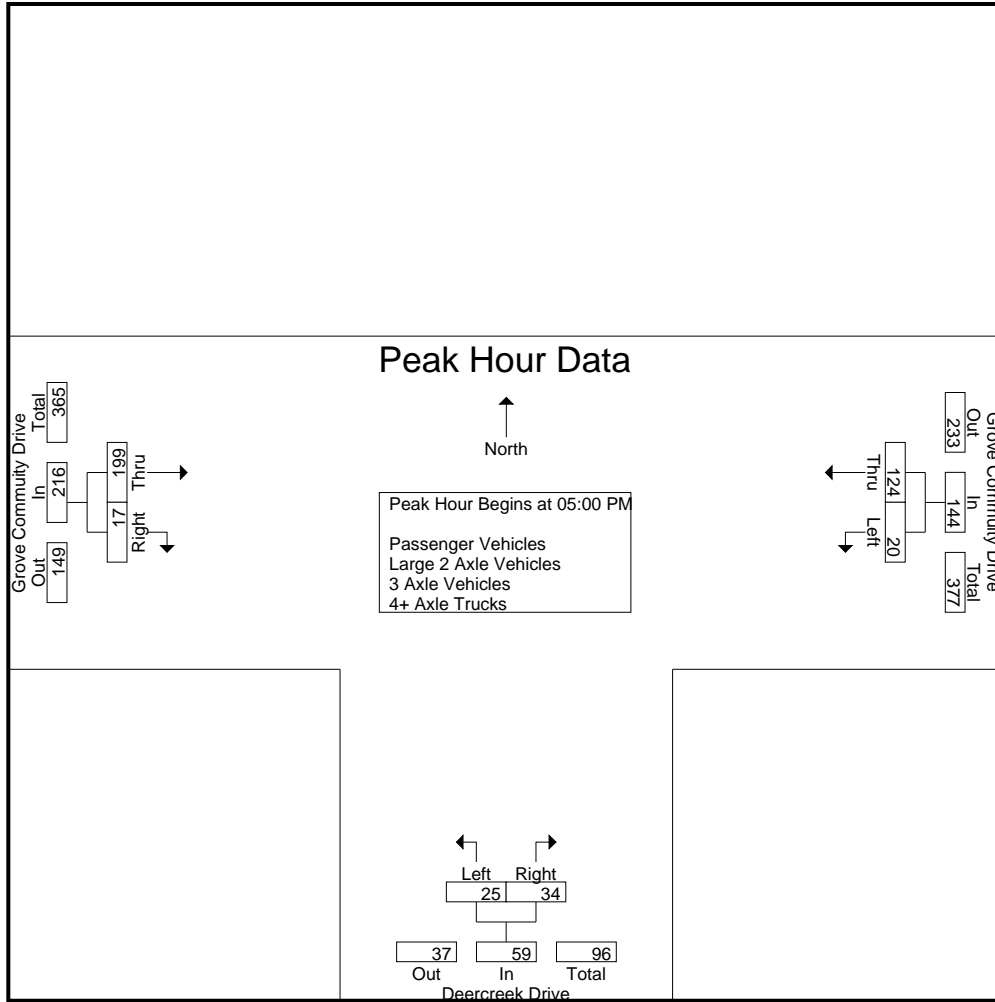 Peak Hour Data
North
Peak Hour Begins at 05:00 PM
Passenger Vehicles
Large 2 Axle Vehicles
3 Axle Vehicles
4+ Axle Trucks
Grove Commuity Drive
Out In Total
149 216 365
Right Thru
17 199
Grove Commuity Drive
Out In Total
233 144 377
Thru Left
124 20
Left Right
25 34
37 59 96
Out In Total
Deercreek Drive